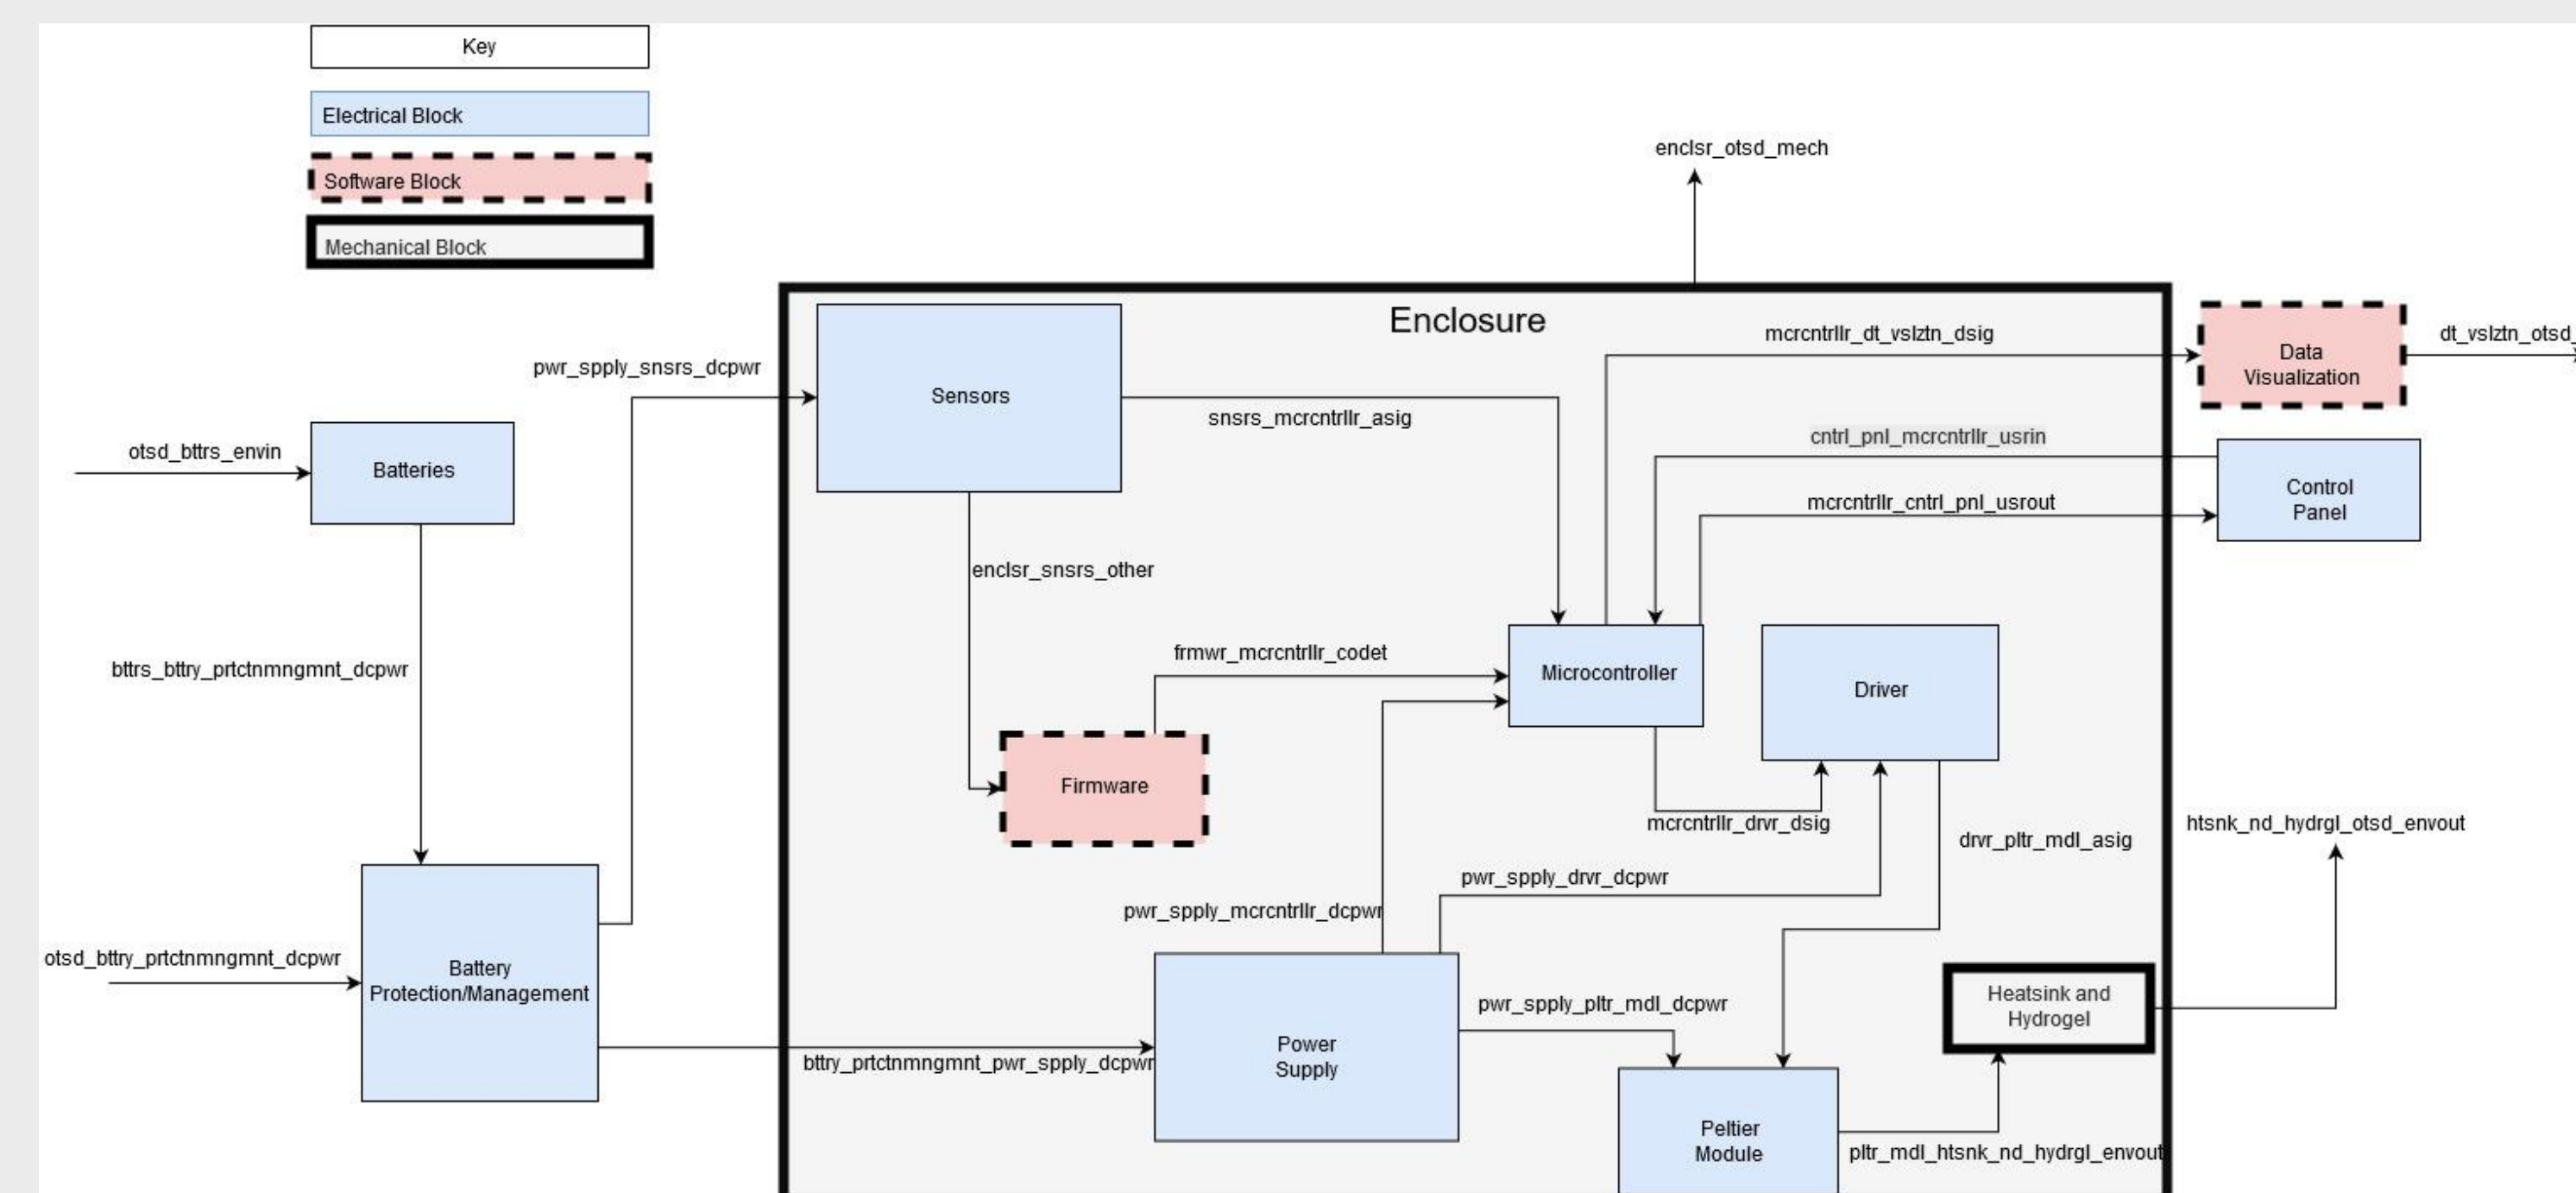 Key
Electrical Block
Software Block
Mechanical Block
enclsr_otsd_mech
Enclosure
mcrcntrllr_dt_vslztn_dsig
Data
Visualization
dt_vslztn_otsd_
pwr_spply_snsrs_dcpwr
Sensors
snsrs_mcrcntrllr_asig
cntrl_pnl_mcrcntrllr_usrin
otsd_bttrs_envin
Batteries
Control
Panel
mcrcntrllr_cntrl_pnl_usrout
enclsr_snsrs_other
bttrs_bttry_prtctnmngmnt_dcpwr
frmwr_mcrcntrllr_codet
Microcontroller
Driver
Firmware
mcrcntrllr_drvr_dsig
drvr_pltr_mdl_asig
htsnk_nd_hydrgl_otsd_envout
pwr_spply_drvr_dcpwr
pwr_spply_mcrcntrllr_dcpwr
otsd_bttry_prtctnmngmnt_dcpwr
Battery
Protection/Management
pwr_spply_pltr_mdl_dcpwr
Heatsink and
Hydrogel
bttry_prtctnmngmnt_pwr_spply_dcpwr
Power
Supply
Peltier
Module
pltr_mdl_htsnk_nd_hydrgl_envout